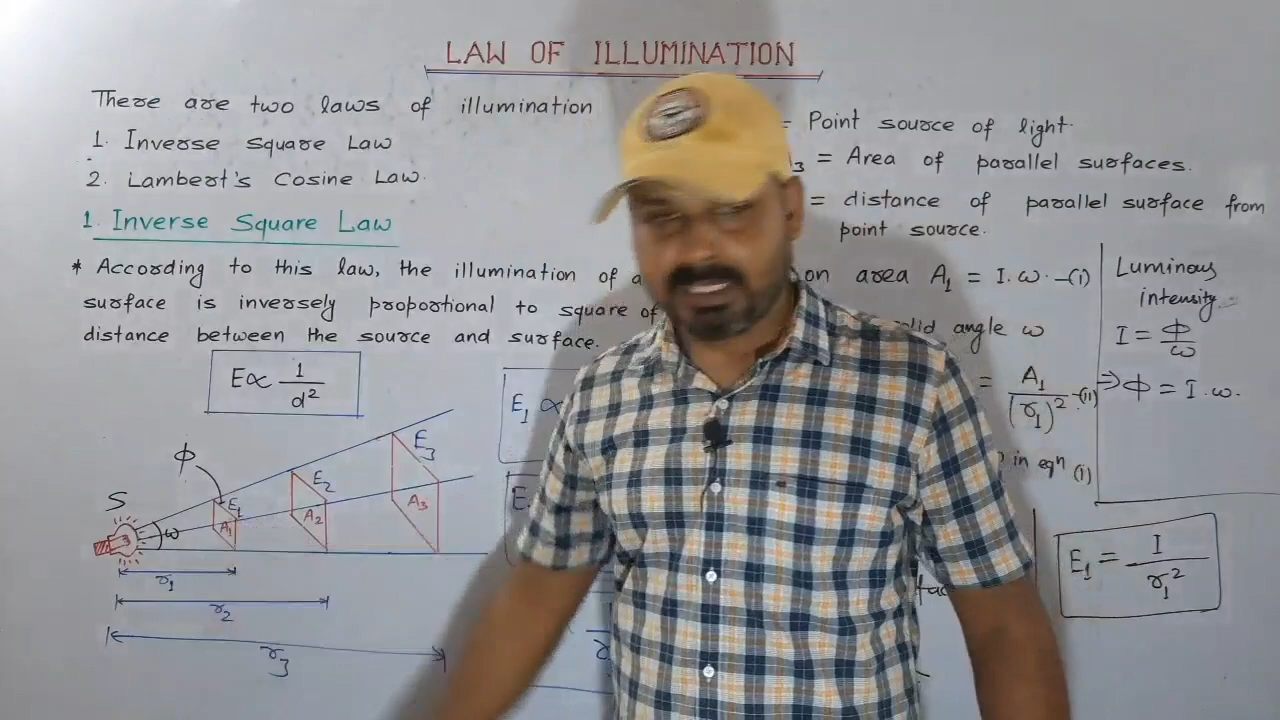 LAW OF ILLUMINATION
There are two laws of illumination
1. Inverse square Law
2. Lambert's Cosine Law.
1. Inverse Square Law
* According to this law, the illumination of a
surface is inversely proportional to square of
distance between the source and surface.
E ∝ 1/d²
S
ϕ
ω
E₁
A₁
E₂
A₂
E₃
A₃
r₁
r₂
r₃
E₁ ∝
= Point source of light.
₃ = Area of parallel surfaces.
= distance of parallel surface from
point source.
on area A₁ = I.ω. -(i)
solid angle ω
= A₁/(r₁)² -(ii)
in eqⁿ (i)
Luminous
intensity
I = ϕ/ω
⇒ ϕ = I.ω.
E₁ = I/r₁²